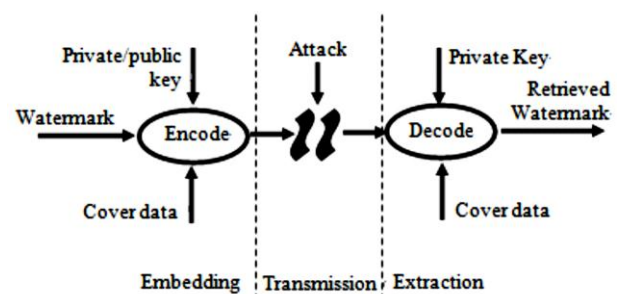 Private/public
key
Attack
Private Key
Retrieved
Watermark
Watermark
Encode
Decode
Cover data
Cover data
Embedding
Transmission
Extraction